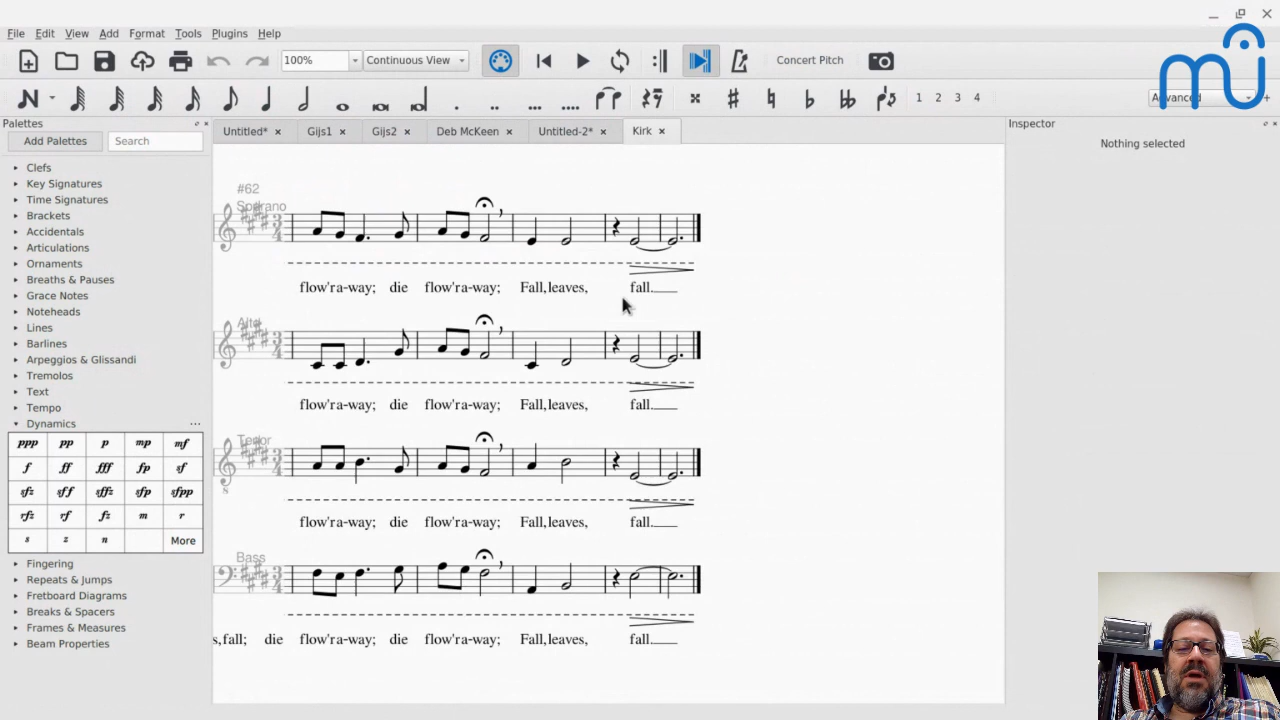 File Edit View Add Format Tools Plugins Help
100% Continuous View Concert Pitch
1 2 3 4 Advanced +
Palettes
Add Palettes Search
Untitled* Gijs1 Gijs2 Deb McKeen Untitled-2* Kirk
Inspector
Nothing selected
Clefs
Key Signatures
Time Signatures
Brackets
Accidentals
Articulations
Ornaments
Breaths & Pauses
Grace Notes
Noteheads
Lines
Barlines
Arpeggios & Glissandi
Tremolos
Text
Tempo
Dynamics ...
ppp pp p mp mf
f ff fff fp sf
sfz sff sffz sfp sfpp
rfz rf fz m r
s z n More
Fingering
Repeats & Jumps
Fretboard Diagrams
Breaks & Spacers
Frames & Measures
Beam Properties
#62
Soprano
flow'ra-way; die flow'ra-way; Fall,leaves, fall.
Alto
flow'ra-way; die flow'ra-way; Fall,leaves, fall.
Tenor
flow'ra-way; die flow'ra-way; Fall,leaves, fall.
Bass
s,fall; die flow'ra-way; die flow'ra-way; Fall,leaves, fall.